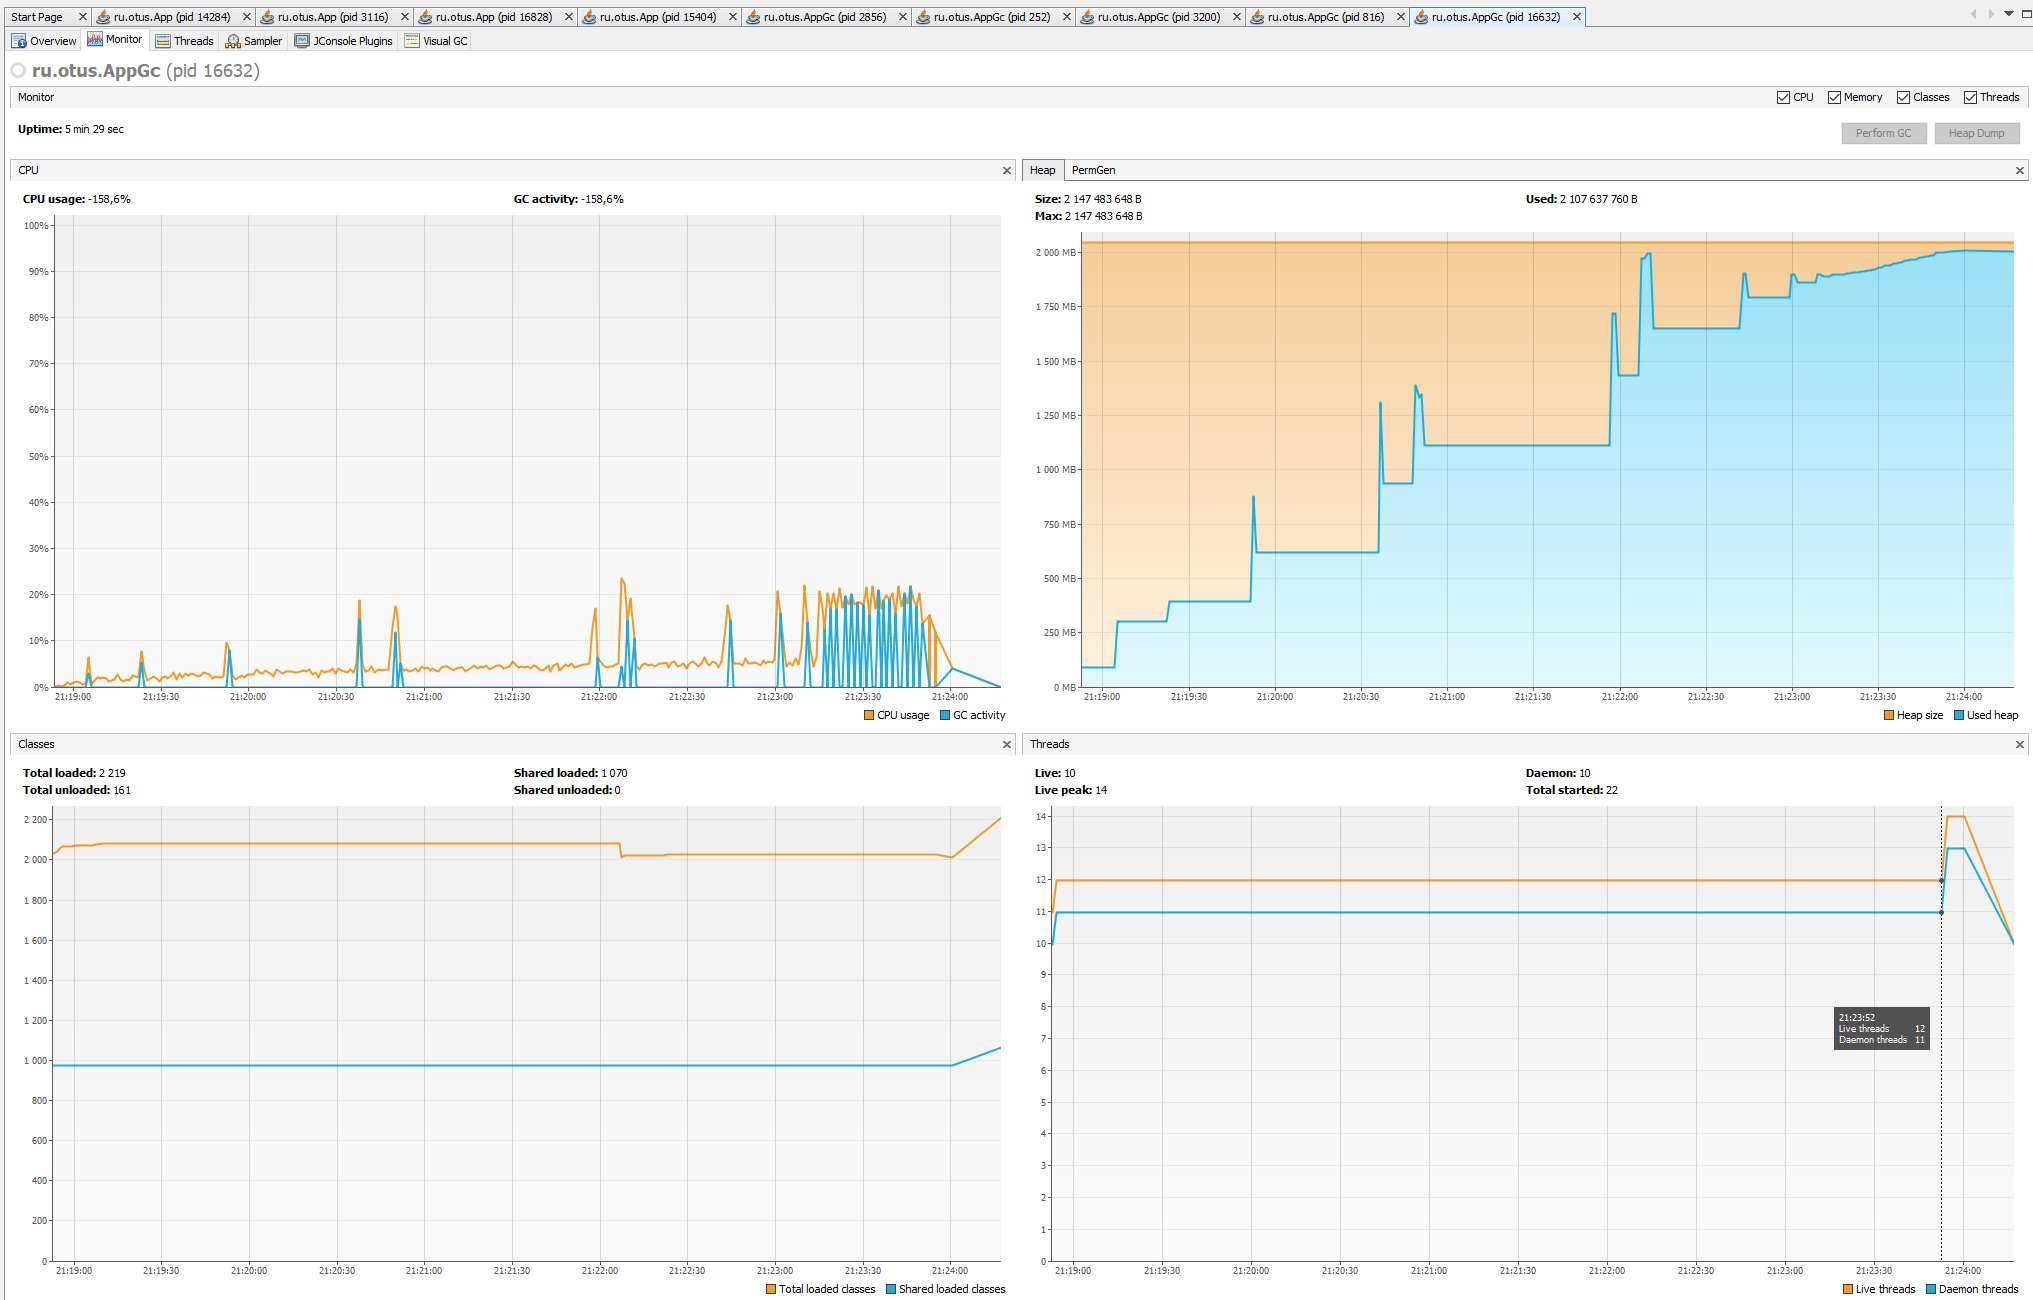 Start Page ru.otus.App (pid 14284) ru.otus.App (pid 3116) ru.otus.App (pid 16828) ru.otus.App (pid 15404) ru.otus.AppGc (pid 2856) ru.otus.AppGc (pid 252) ru.otus.AppGc (pid 3200) ru.otus.AppGc (pid 816) ru.otus.AppGc (pid 16632)
Overview Monitor Threads Sampler JConsole Plugins Visual GC
ru.otus.AppGc (pid 16632)
Monitor CPU Memory Classes Threads
Uptime: 5 min 29 sec
Perform GC Heap Dump
CPU
CPU usage: -158,6% GC activity: -158,6%
100%
90%
80%
70%
60%
50%
40%
30%
20%
10%
0%
21:19:00 21:19:30 21:20:00 21:20:30 21:21:00 21:21:30 21:22:00 21:22:30 21:23:00 21:23:30 21:24:00
CPU usage GC activity
Heap PermGen
Size: 2 147 483 648 B Used: 2 107 637 760 B
Max: 2 147 483 648 B
2 000 MB
1 750 MB
1 500 MB
1 250 MB
1 000 MB
750 MB
500 MB
250 MB
0 MB
21:19:00 21:19:30 21:20:00 21:20:30 21:21:00 21:21:30 21:22:00 21:22:30 21:23:00 21:23:30 21:24:00
Heap size Used heap
Classes
Total loaded: 2 219 Shared loaded: 1 070
Total unloaded: 161 Shared unloaded: 0
2 200
2 000
1 800
1 600
1 400
1 200
1 000
800
600
400
200
0
21:19:00 21:19:30 21:20:00 21:20:30 21:21:00 21:21:30 21:22:00 21:22:30 21:23:00 21:23:30 21:24:00
Total loaded classes Shared loaded classes
Threads
Live: 10 Daemon: 10
Live peak: 14 Total started: 22
14
13
12
11
10
9
8
7
6
5
4
3
2
1
0
21:23:52
Live threads 12
Daemon threads 11
21:19:00 21:19:30 21:20:00 21:20:30 21:21:00 21:21:30 21:22:00 21:22:30 21:23:00 21:23:30 21:24:00
Live threads Daemon threads